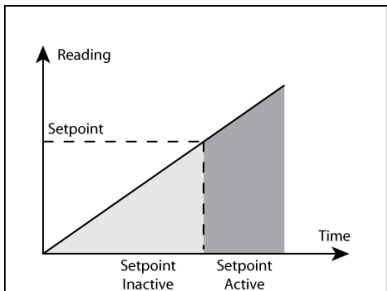 Reading
Setpoint
Time
Setpoint
Inactive
Setpoint
Active